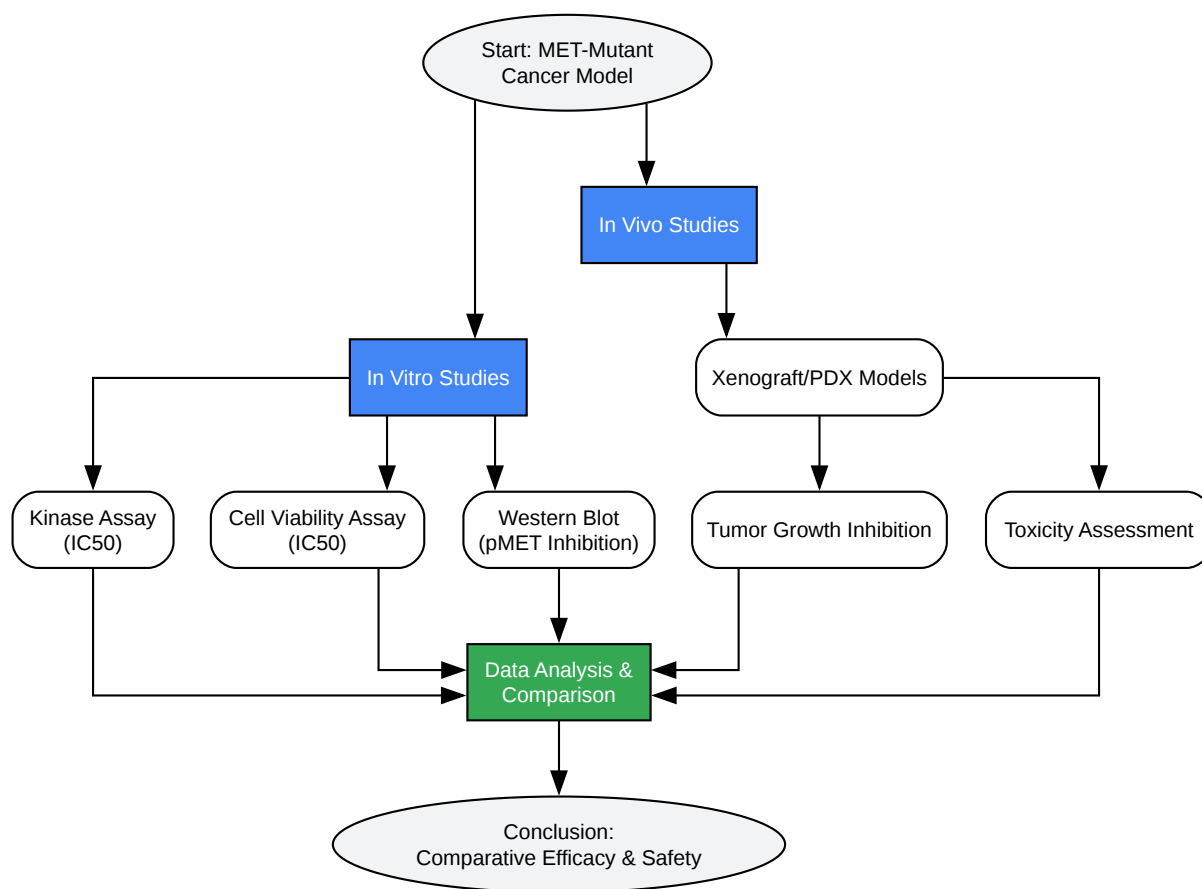 Start: MET-Mutant
Cancer Model
In Vivo Studies
In Vitro Studies
Xenograft/PDX Models
Kinase Assay
(IC50)
Cell Viability Assay
(IC50)
Western Blot
(pMET Inhibition)
Tumor Growth Inhibition
Toxicity Assessment
Data Analysis &
Comparison
Conclusion:
Comparative Efficacy & Safety